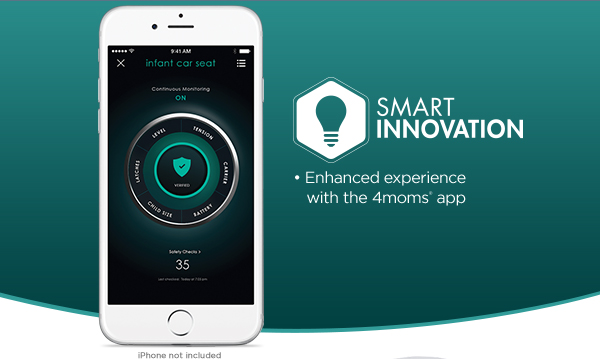 9:41 AM
infant car seat
Continuous Monitoring
ON
LEVEL
TENSION
LATCHES
CARRIER
VERIFIED
CHILD SIZE
BATTERY
Safety Checks >
35
Last checked: Today at 7:02 pm
SMART
INNOVATION
• Enhanced experience
with the 4moms® app
iPhone not included